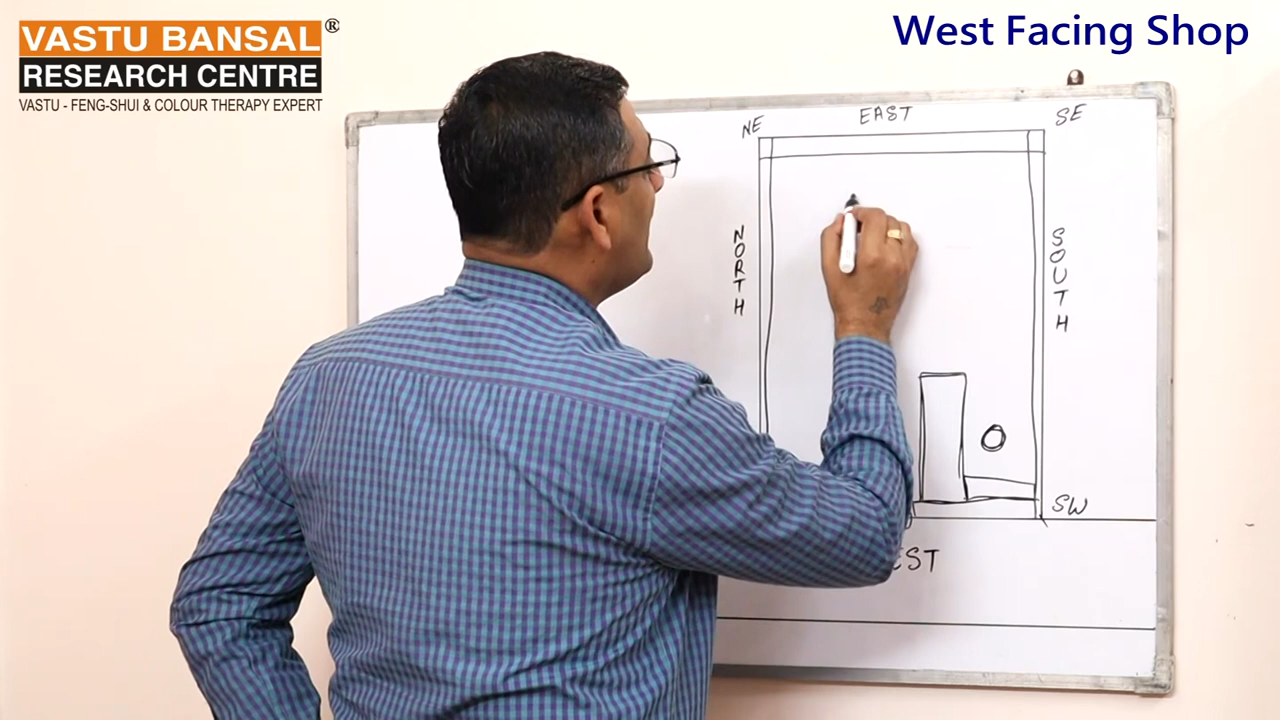 VASTU BANSAL®
RESEARCH CENTRE
VASTU - FENG-SHUI & COLOUR THERAPY EXPERT
West Facing Shop
NE
EAST
SE
NORTH
SOUTH
SW
EST